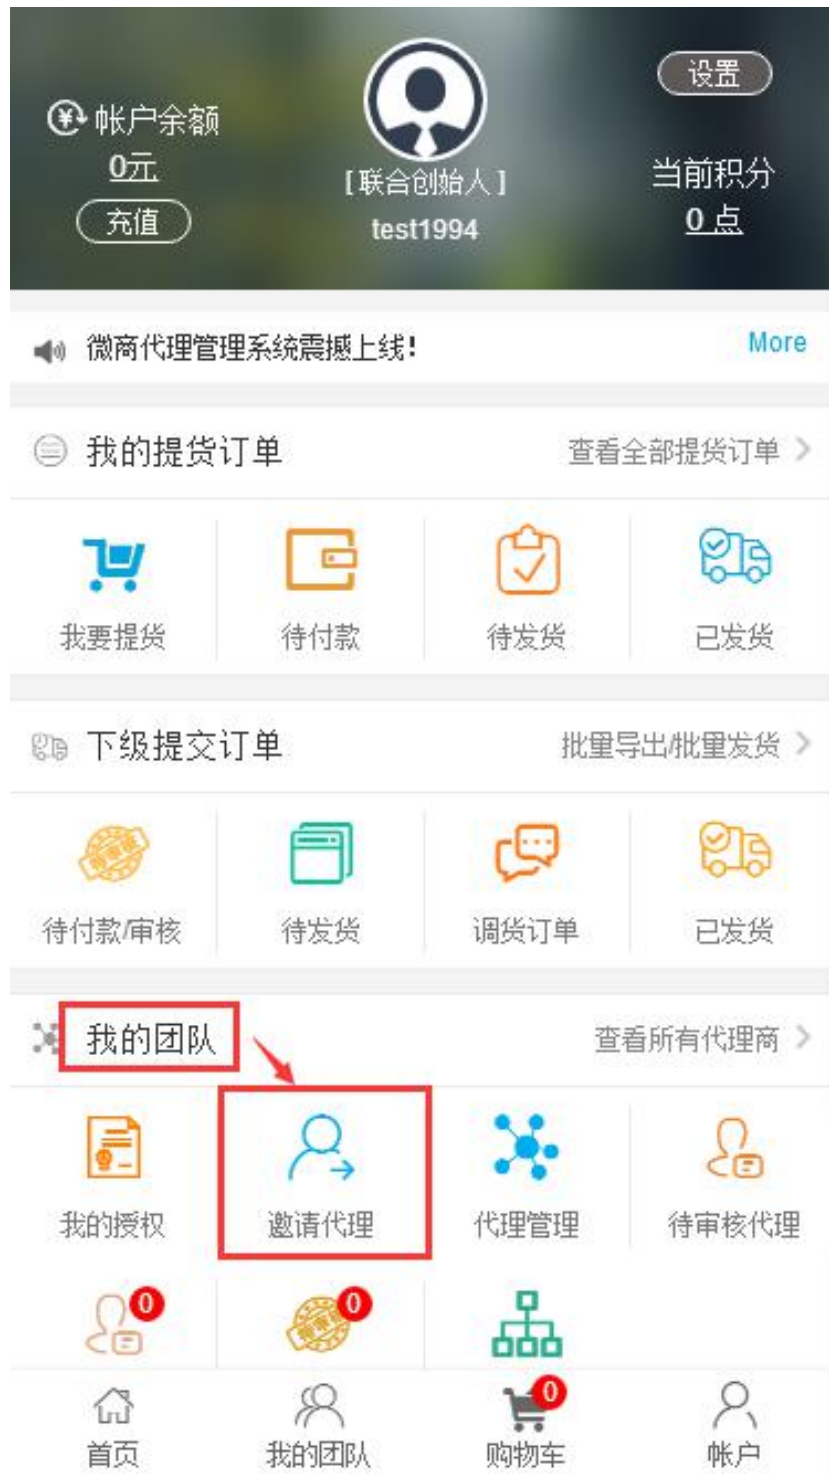 帐户余额
0元
充值
[联合创始人]
test1994
设置
当前积分
0 点
微商代理管理系统震撼上线!
More
我的提货订单
查看全部提货订单
我要提货
待付款
待发货
已发货
下级提交订单
批量导出/批量发货
待审核
待付款/审核
待发货
调货订单
已发货
我的团队
查看所有代理商
我的授权
邀请代理
代理管理
待审核代理
0
0
待审核
首页
我的团队
0
购物车
帐户